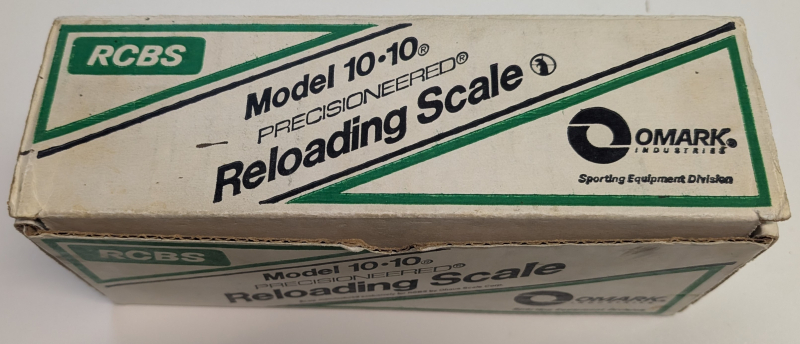 RCBS
Model 10•10®
PRECISIONEERED®
Reloading Scale
OMARK®
INDUSTRIES
Sporting Equipment Division
RCBS
Model 10•10®
PRECISIONEERED®
Reloading Scale
OMARK